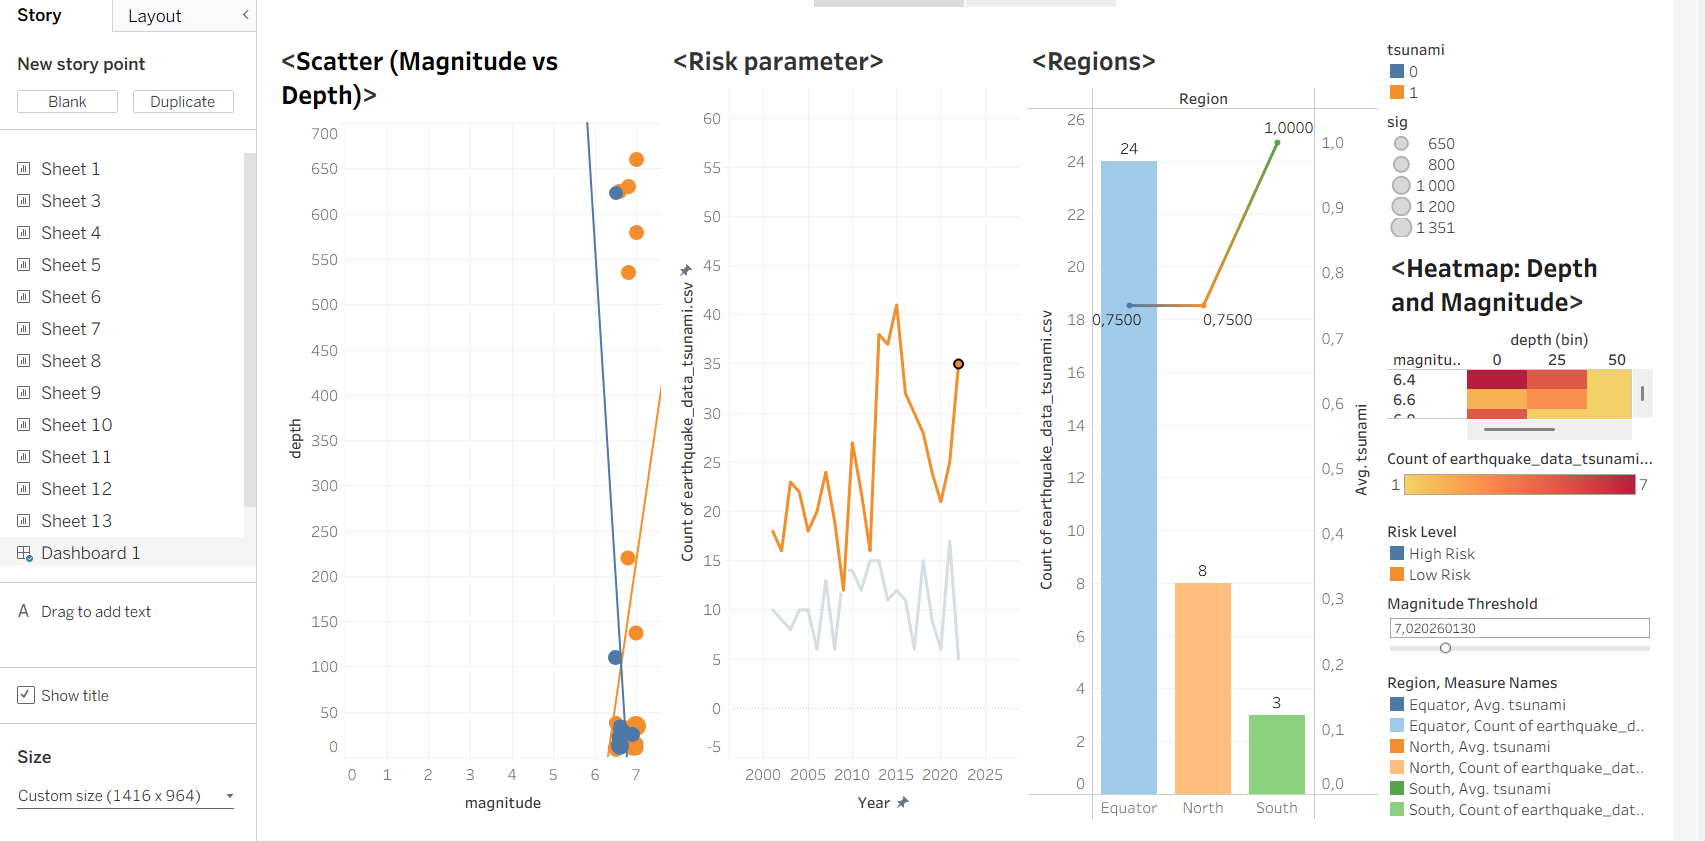 Story
Layout
New story point
Blank
Duplicate
Sheet 1
Sheet 3
Sheet 4
Sheet 5
Sheet 6
Sheet 7
Sheet 8
Sheet 9
Sheet 10
Sheet 11
Sheet 12
Sheet 13
Dashboard 1
A Drag to add text
Show title
Size
Custom size (1416 x 964)
<Scatter (Magnitude vs
Depth)>
700
650
600
550
500
450
400
350
300
250
200
150
100
50
0
depth
0 1 2 3 4 5 6 7
magnitude
<Risk parameter>
60
55
50
45
40
35
30
25
20
15
10
5
0
-5
Count of earthquake_data_tsunami.csv
2000 2005 2010 2015 2020 2025
Year
<Regions>
Region
26
24
22
20
18
16
14
12
10
8
6
4
2
0
Count of earthquake_data_tsunami.csv
24
8
3
0,7500
0,7500
1,0000
Equator North South
1,0
0,9
0,8
0,7
0,6
0,5
0,4
0,3
0,2
0,1
0,0
Avg. tsunami
tsunami
0
1
sig
650
800
1 000
1 200
1 351
<Heatmap: Depth
and Magnitude>
depth (bin)
magnitu.. 0 25 50
6.4
6.6
6.8
Count of earthquake_data_tsunami...
1 7
Risk Level
High Risk
Low Risk
Magnitude Threshold
7,020260130
Region, Measure Names
Equator, Avg. tsunami
Equator, Count of earthquake_d..
North, Avg. tsunami
North, Count of earthquake_dat..
South, Avg. tsunami
South, Count of earthquake_dat..